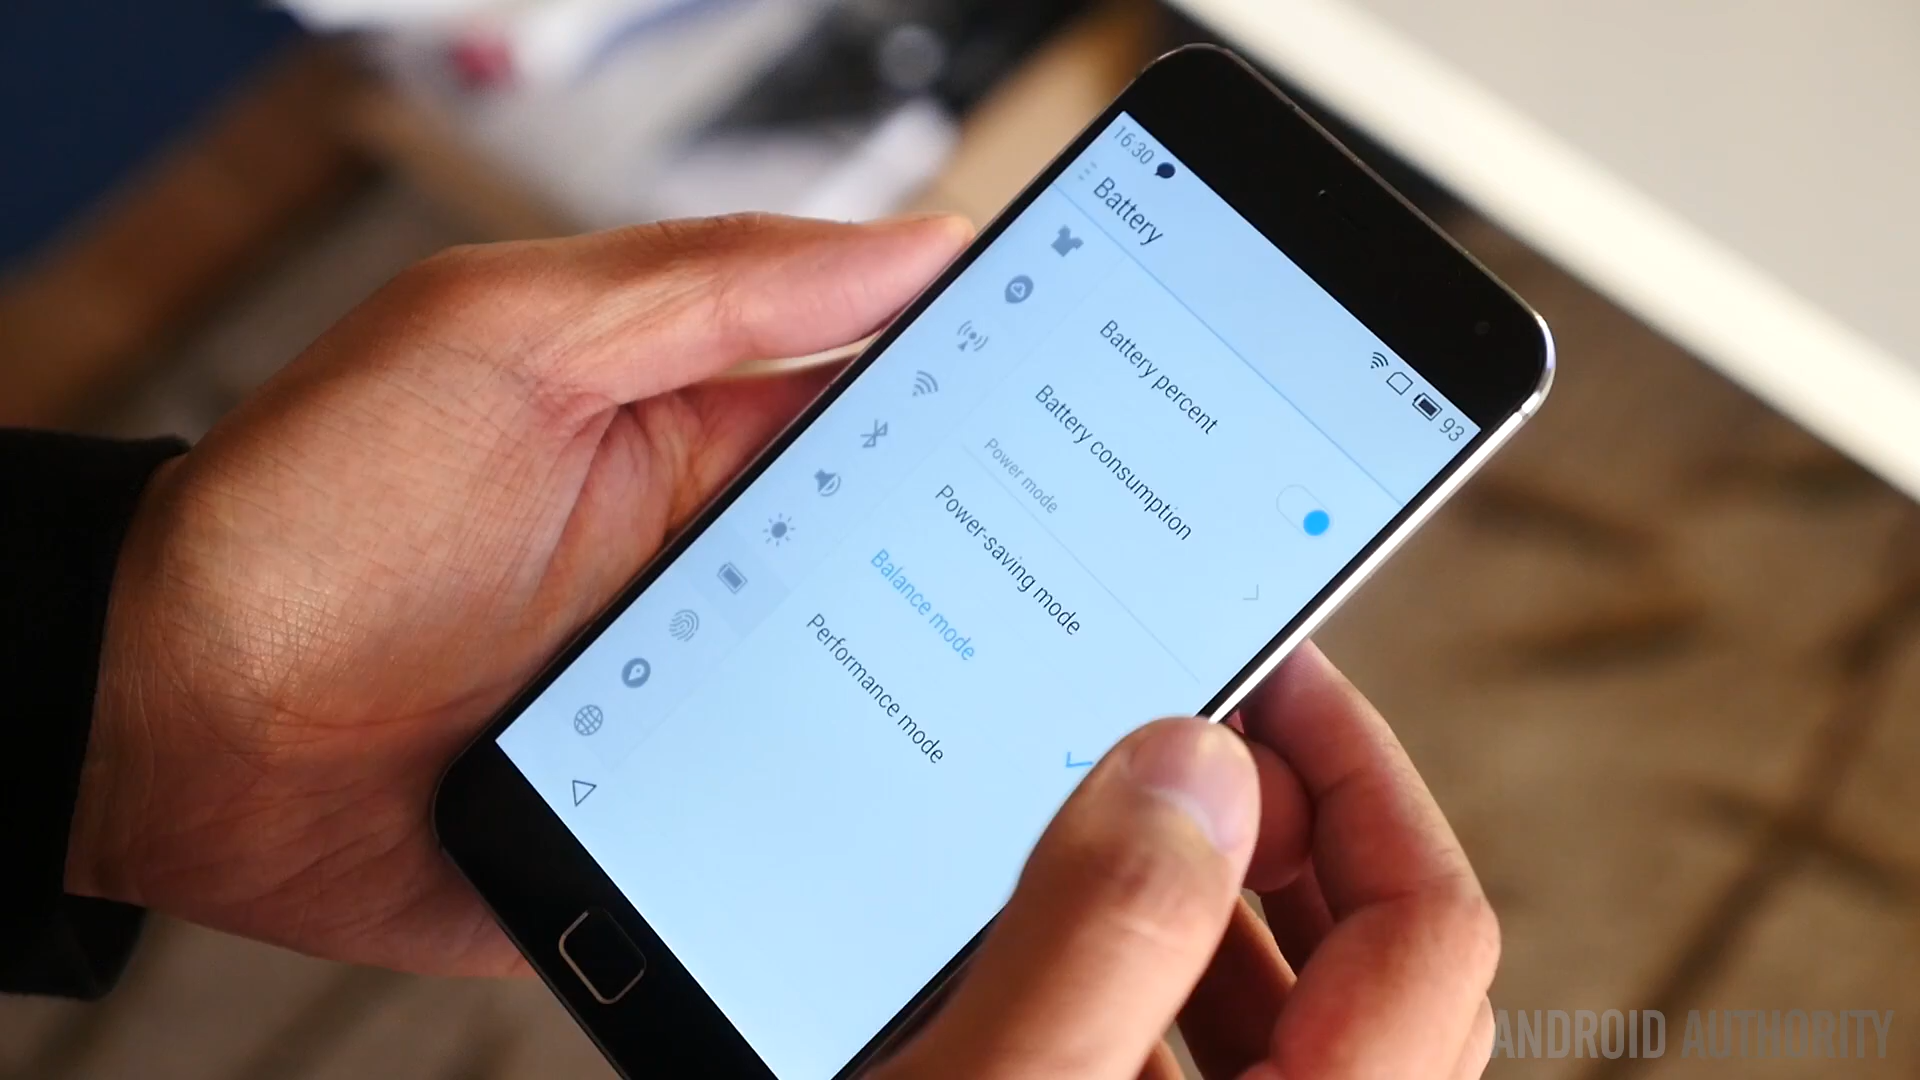 16:30
93
Battery
Battery percent
Battery consumption
Power mode
Power-saving mode
Balance mode
Performance mode
ANDROID AUTHORITY